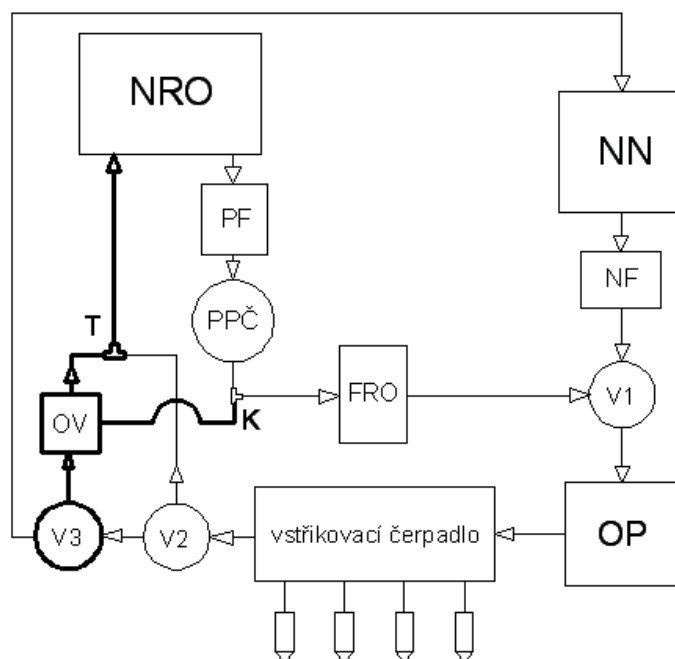 NRO
NN
PF
NF
PPČ
T
FRO
V1
OV
K
V3
V2
vstřikovací čerpadlo
OP